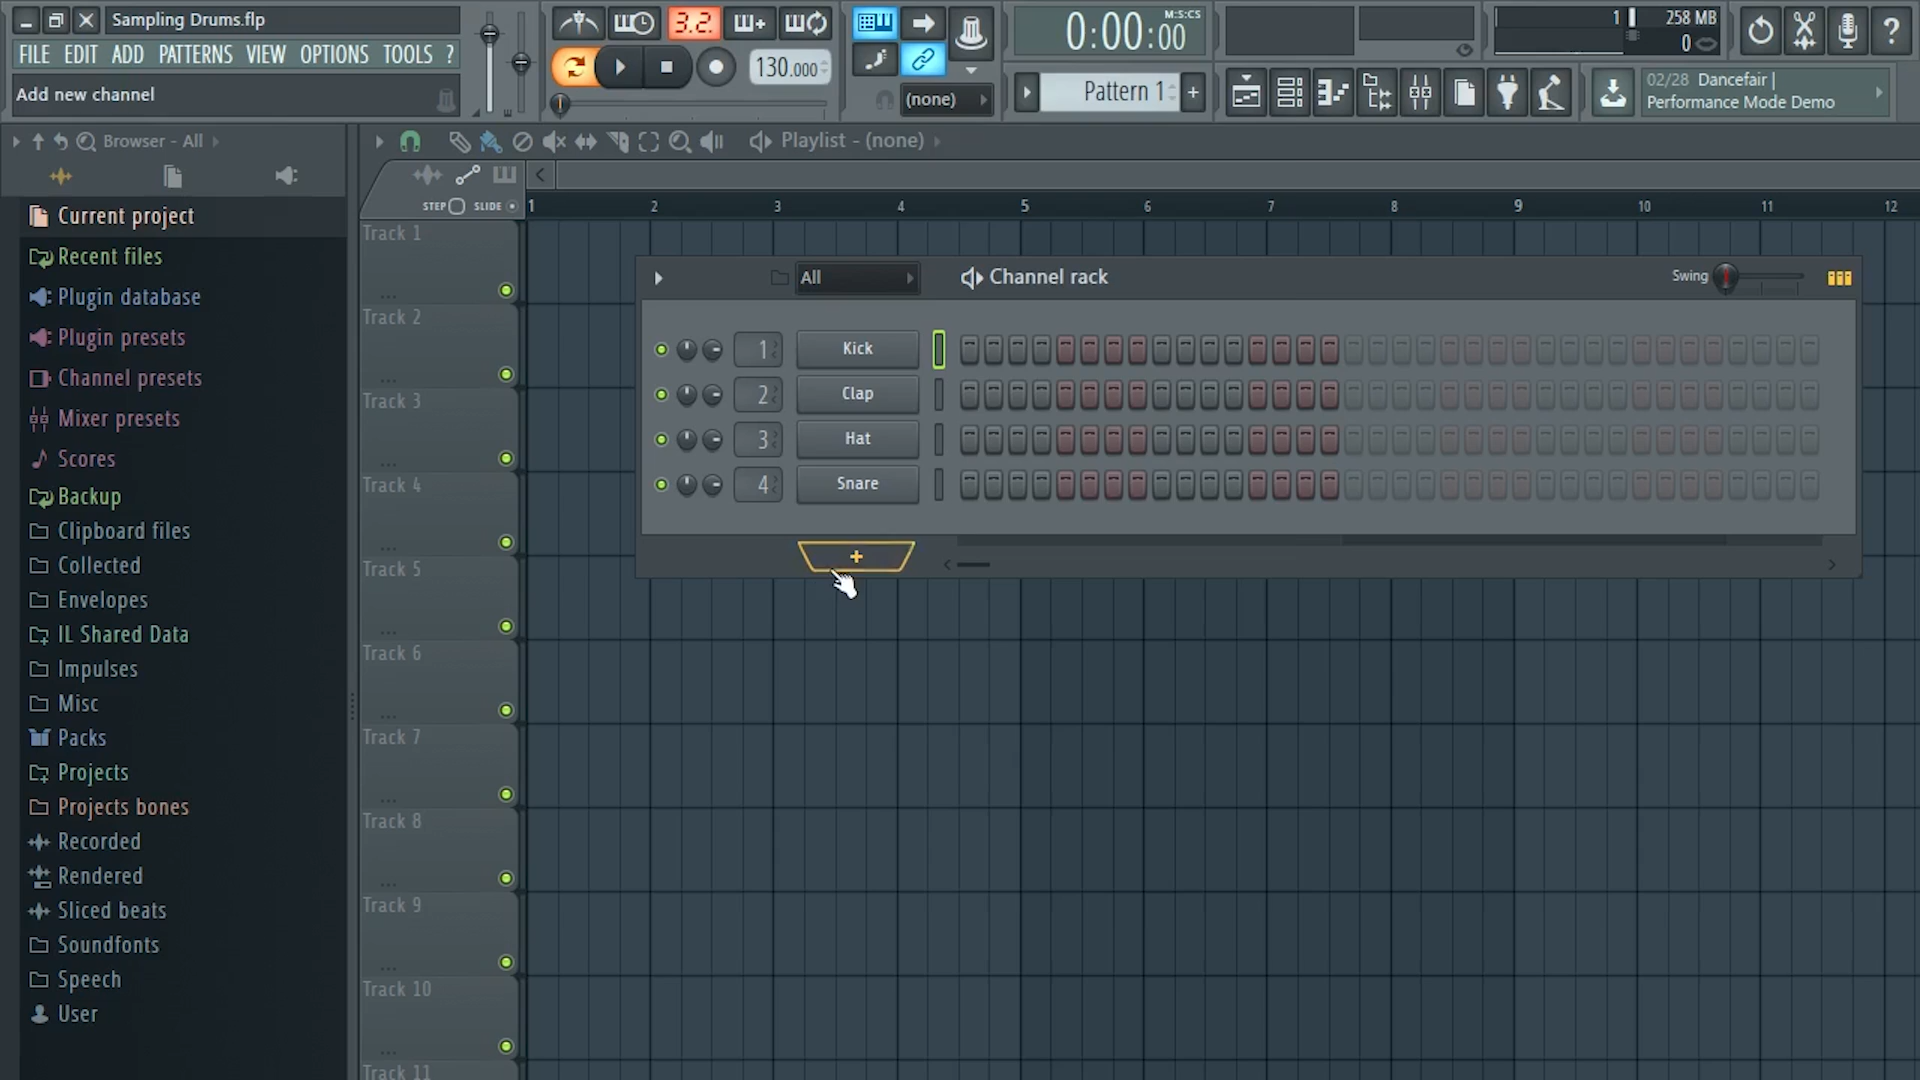 Sampling Drums.flp
FILE EDIT ADD PATTERNS VIEW OPTIONS TOOLS ?
Add new channel
3.2.
130.000
(none)
0:00:00
M:S:CS
Pattern 1
+
1
258 MB
0
?
02/28 Dancefair |
Performance Mode Demo
Browser - All
Current project
Recent files
Plugin database
Plugin presets
Channel presets
Mixer presets
Scores
Backup
Clipboard files
Collected
Envelopes
IL Shared Data
Impulses
Misc
Packs
Projects
Projects bones
Recorded
Rendered
Sliced beats
Soundfonts
Speech
User
Playlist - (none)
STEP SLIDE
1 2 3 4 5 6 7 8 9 10 11 12
Track 1
Track 2
Track 3
Track 4
Track 5
Track 6
Track 7
Track 8
Track 9
Track 10
Track 11
All
Channel rack
Swing
1 Kick
2 Clap
3 Hat
4 Snare
+